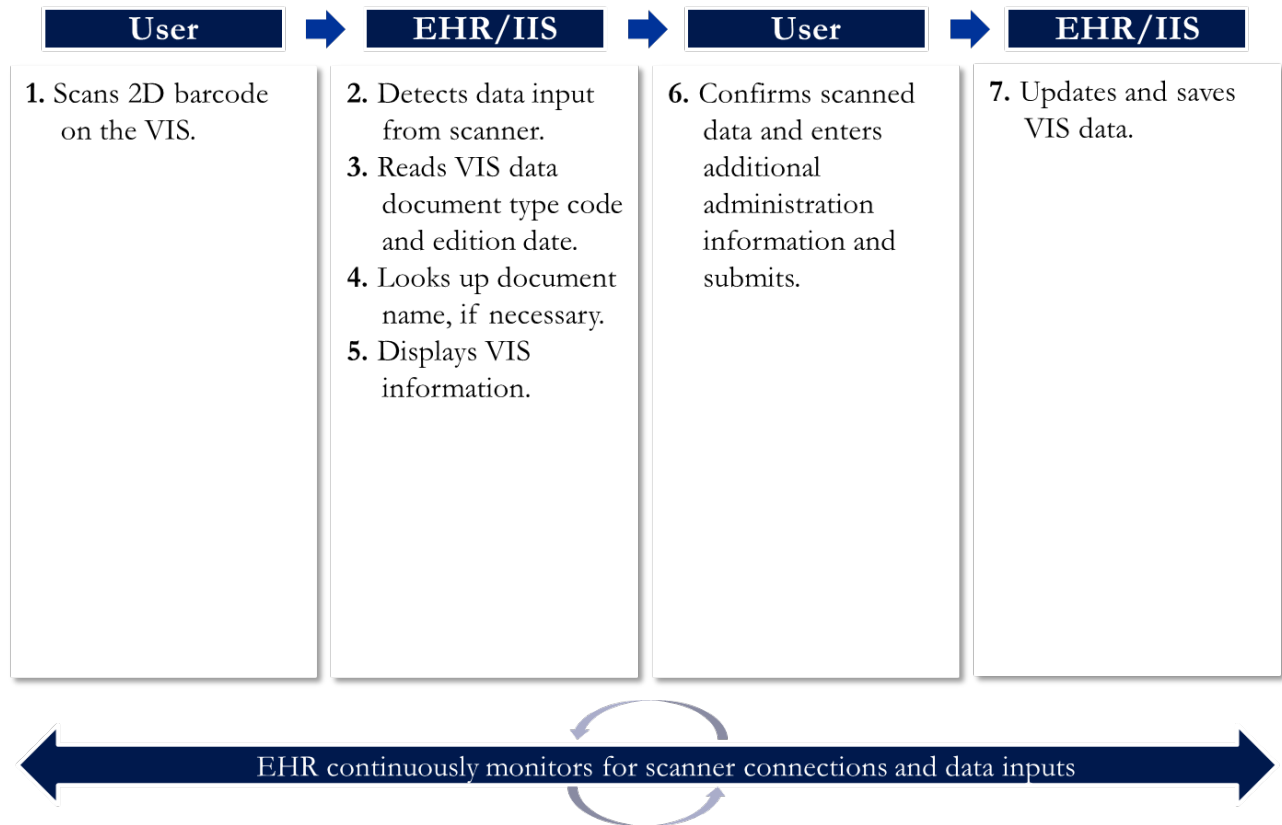 User
EHR/IIS
User
EHR/IIS
1. Scans 2D barcode
on the VIS.
2. Detects data input
from scanner.
3. Reads VIS data
document type code
and edition date.
4. Looks up document
name, if necessary.
5. Displays VIS
information.
6. Confirms scanned
data and enters
additional
administration
information and
submits.
7. Updates and saves
VIS data.
EHR continuously monitors for scanner connections and data inputs